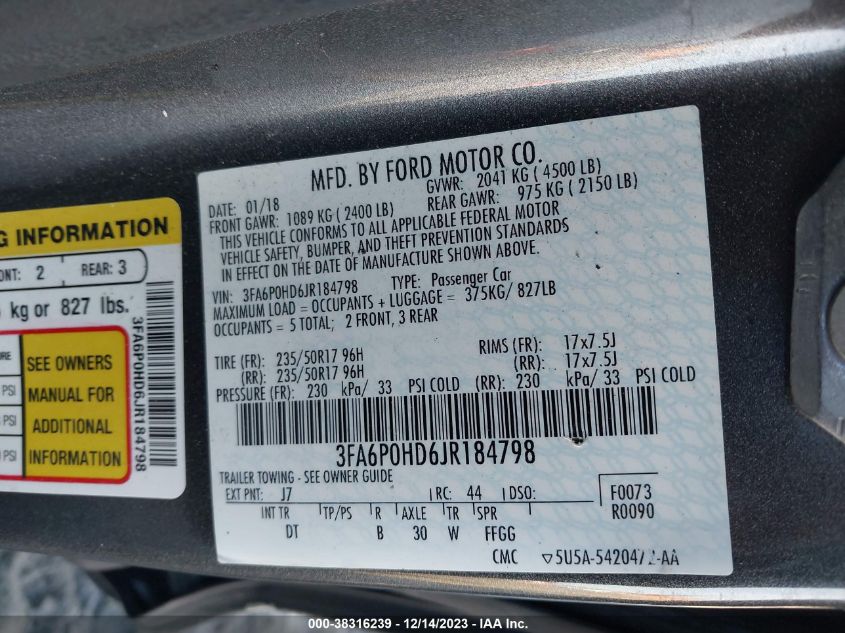 G INFORMATION
ONT: 2 REAR: 3
kg or 827 lbs.
SEE OWNERS
PSI MANUAL FOR
PSI ADDITIONAL
PSI INFORMATION
3FA6P0HD6JR184798
MFD. BY FORD MOTOR CO.
DATE: 01/18 GVWR: 2041 KG ( 4500 LB)
FRONT GAWR: 1089 KG ( 2400 LB) REAR GAWR: 975 KG ( 2150 LB)
THIS VEHICLE CONFORMS TO ALL APPLICABLE FEDERAL MOTOR
VEHICLE SAFETY, BUMPER, AND THEFT PREVENTION STANDARDS
IN EFFECT ON THE DATE OF MANUFACTURE SHOWN ABOVE.
VIN: 3FA6P0HD6JR184798 TYPE: Passenger Car
MAXIMUM LOAD = OCCUPANTS + LUGGAGE = 375KG/ 827LB
OCCUPANTS = 5 TOTAL; 2 FRONT, 3 REAR
TIRE (FR): 235/50R17 96H RIMS (FR): 17x7.5J
(RR): 235/50R17 96H (RR): 17x7.5J
PRESSURE (FR): 230 kPa/ 33 PSI COLD (RR): 230 kPa/ 33 PSI COLD
3FA6P0HD6JR184798
TRAILER TOWING - SEE OWNER GUIDE
EXT PNT: J7 RC: 44 DSO: F0073
INT TR TP/PS R AXLE TR SPR R0090
DT B 30 W FFGG
CMC ▽5U5A-5420472-AA
000-38316239 - 12/14/2023 - IAAI.com